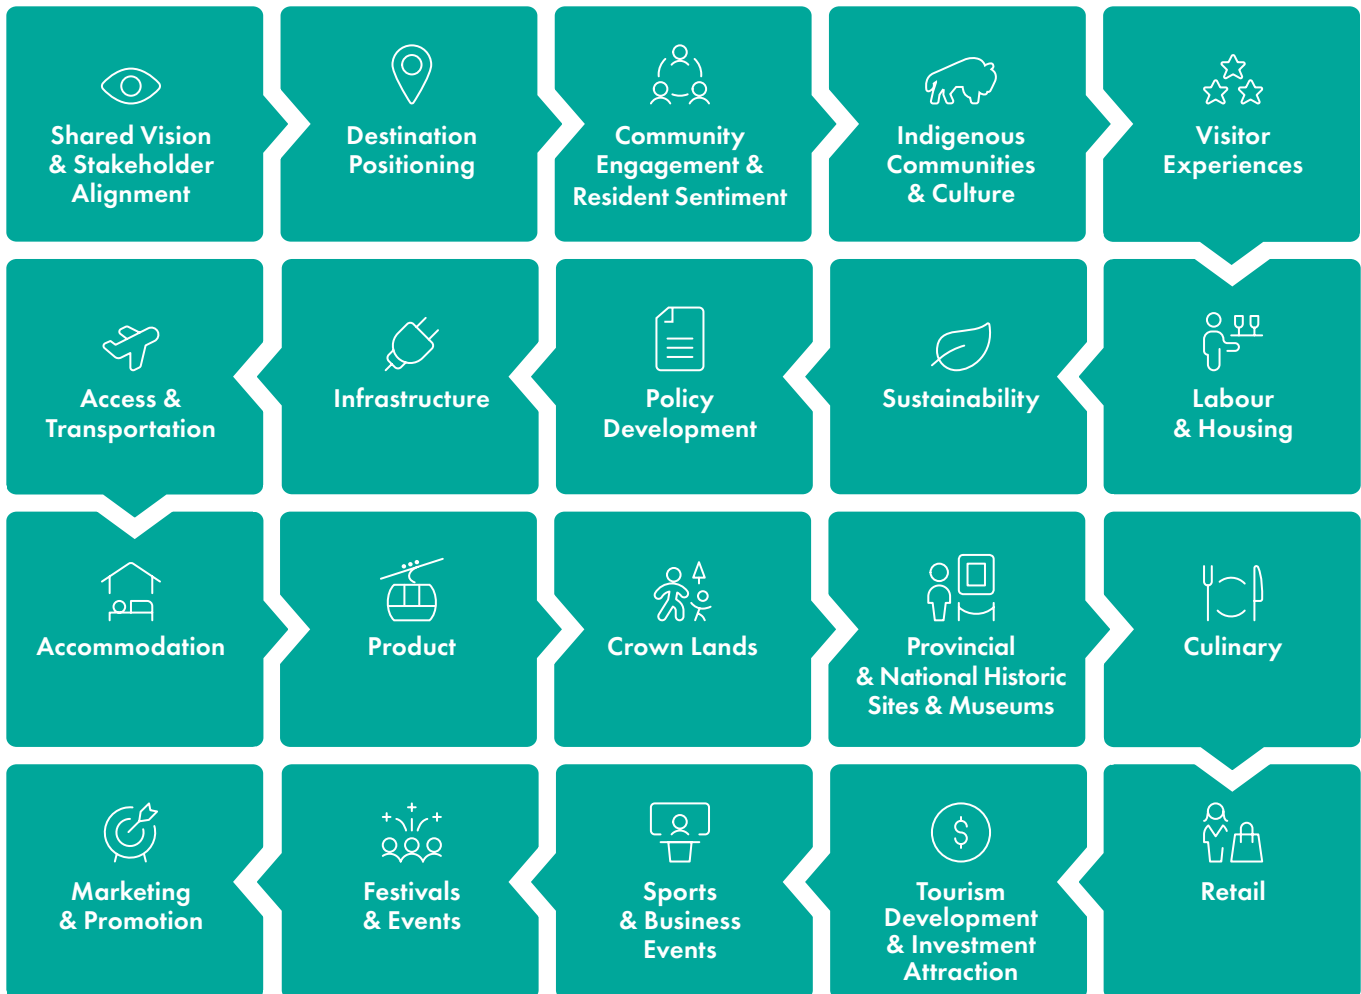 Shared Vision
& Stakeholder
Alignment
Destination
Positioning
Community
Engagement &
Resident Sentiment
Indigenous
Communities
& Culture
Visitor
Experiences
Access &
Transportation
Infrastructure
Policy
Development
Sustainability
Labour
& Housing
Accommodation
Product
Crown Lands
Provincial
& National Historic
Sites & Museums
Culinary
Marketing
& Promotion
Festivals
& Events
Sports
& Business
Events
Tourism
Development
& Investment
Attraction
Retail